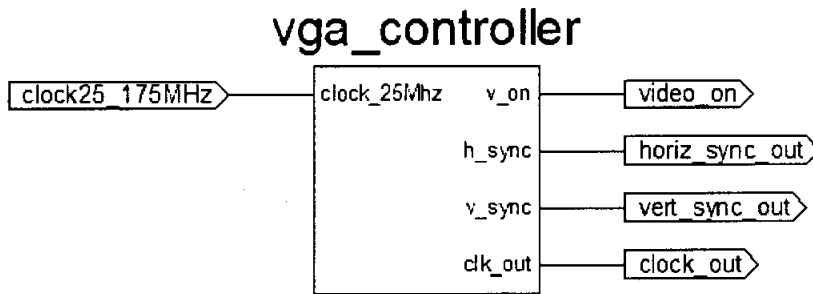 vga_controller
clock25_175MHz clock_25Mhz v_on video_on
h_sync horiz_sync_out
v_sync vert_sync_out
clk_out clock_out